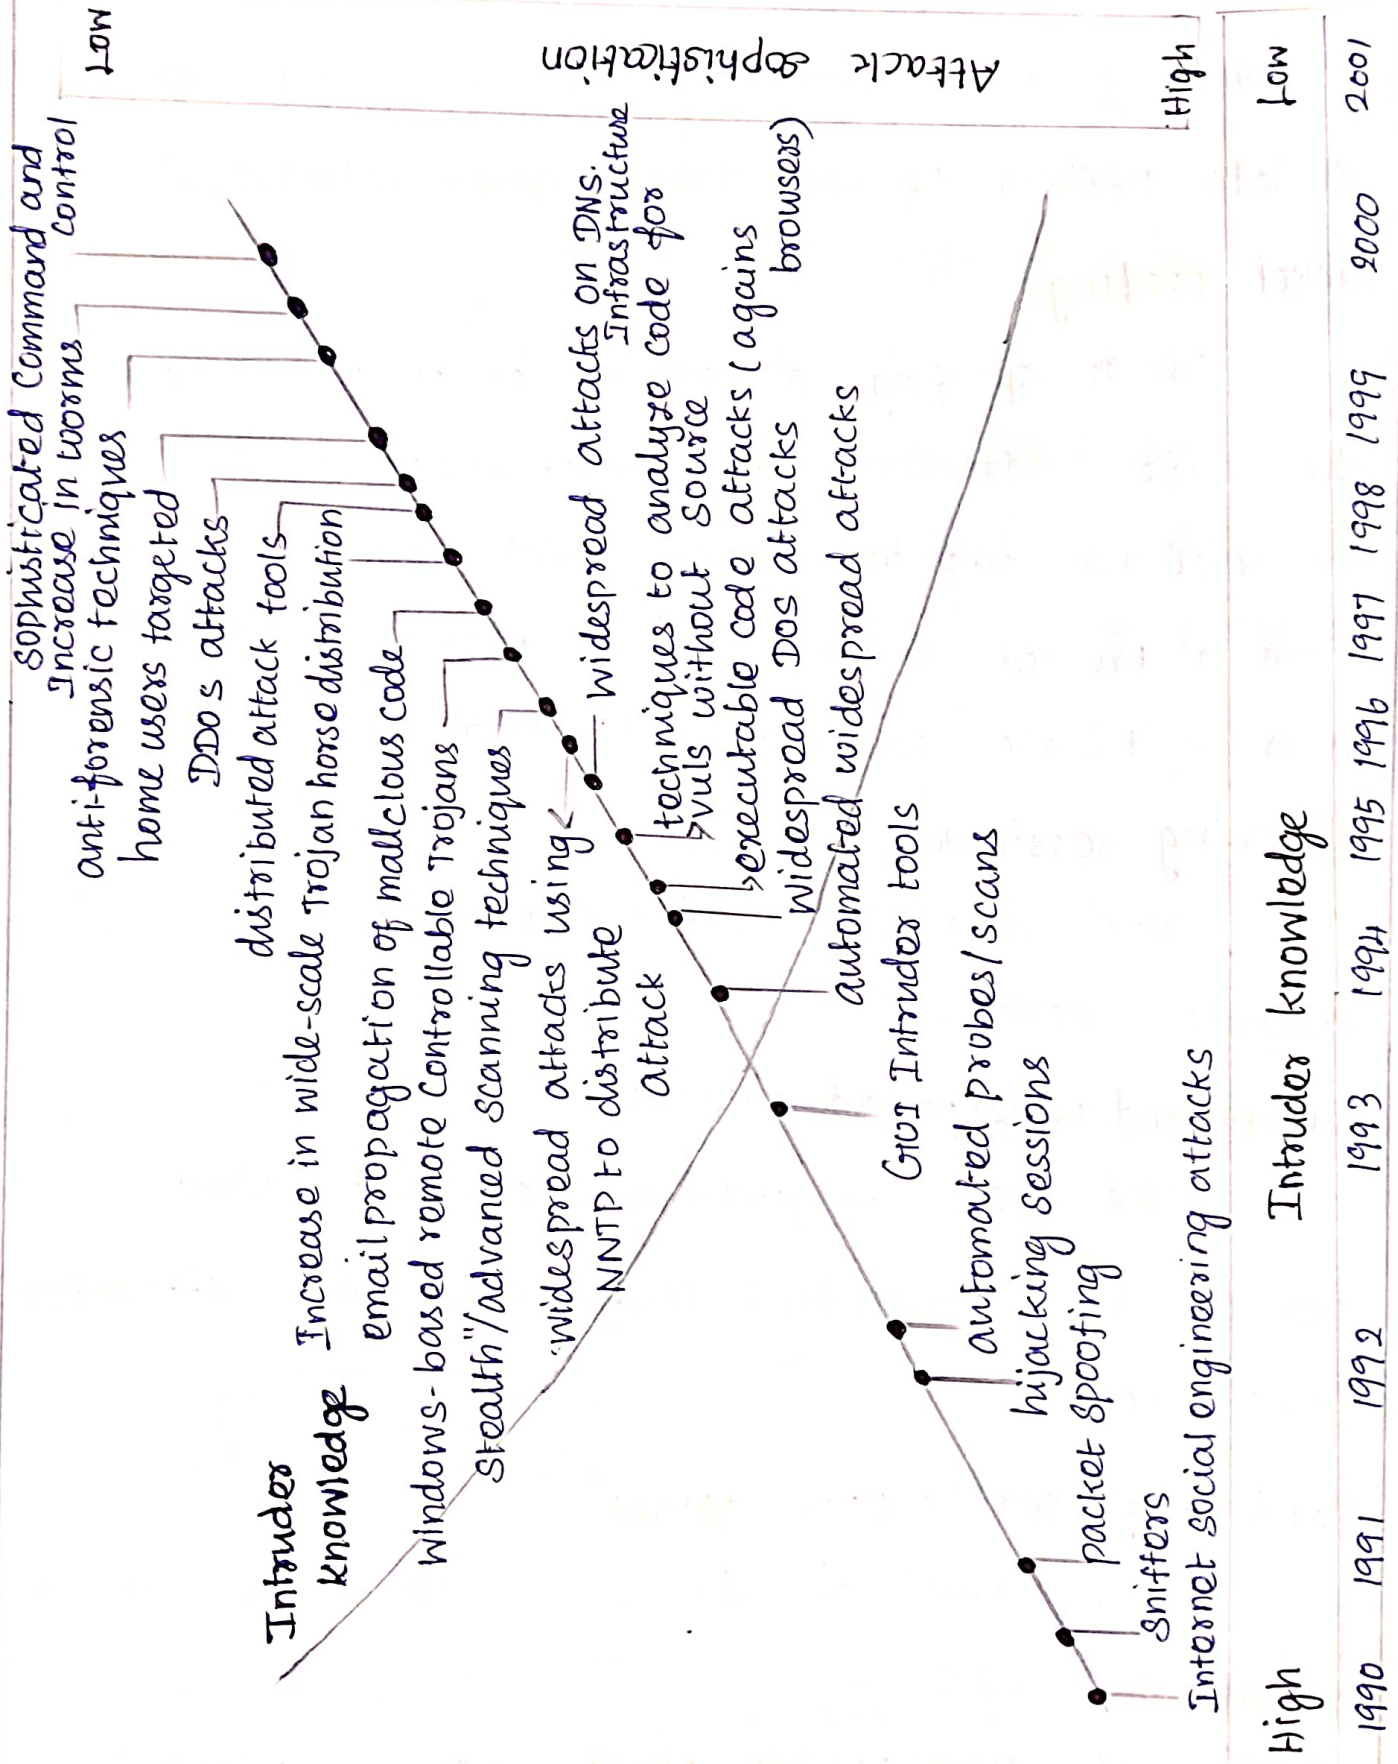 Sophisticated Command and
Control
Low
Increase in worms
anti-forensic techniques
home users targeted
DDOs attacks
distributed attack tools
Increase in wide-scale Trojan horse distribution
Intruder
knowledge
email propagation of malicious code
Windows-based remote Controllable Trojans
Stealth"/advanced scanning techniques
Widespread attacks using
NNTP to distribute
attack
Widespread attacks on DNS.
Infrastructure
techniques to analyze code for
vuls without source
executable code attacks (agains
browsers)
Widespread DOS attacks
automated widespread attacks
GUI Intruder tools
automated probes/scans
hijacking sessions
packet spoofing
Sniffers
Internet social engineering attacks
Attack sophistication
High
High Intruder knowledge Low
1990 1991 1992 1993 1994 1995 1996 1997 1998 1999 2000 2001